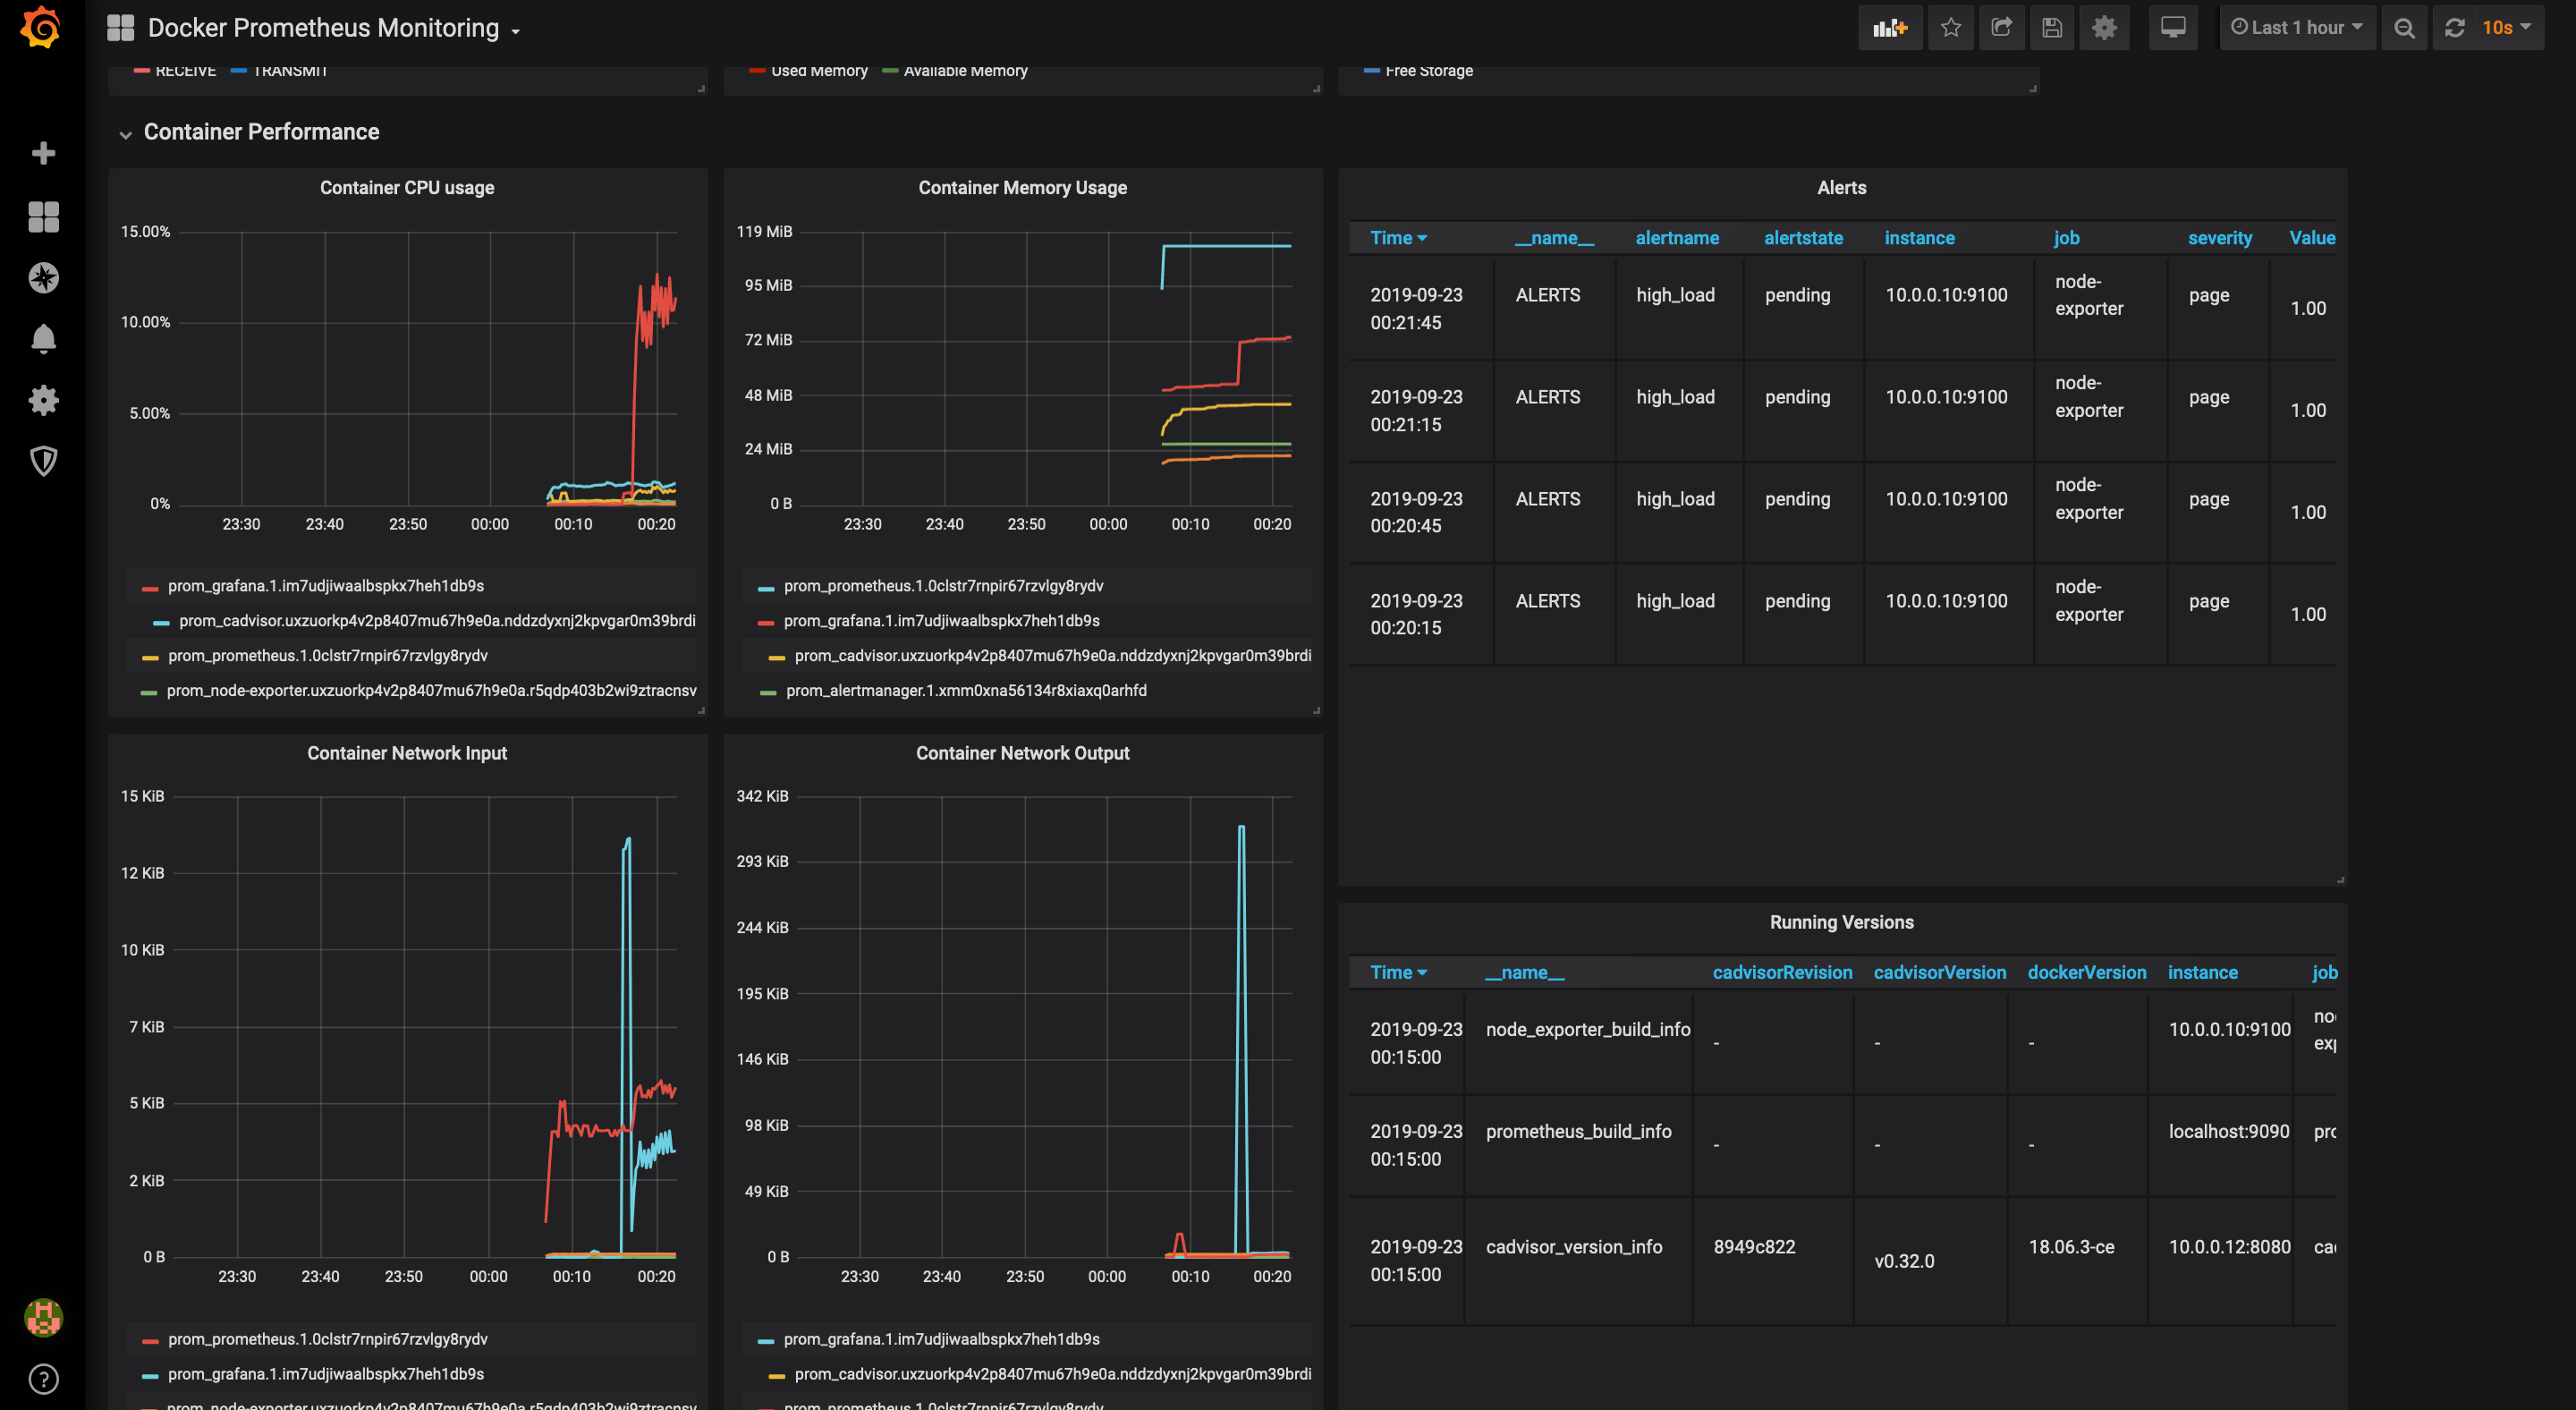 Docker Prometheus Monitoring
Last 1 hour
10s
RECEIVE TRANSMIT
Used Memory Available Memory
Free Storage
Container Performance
Container CPU usage
15.00%
10.00%
5.00%
0%
23:30 23:40 23:50 00:00 00:10 00:20
prom_grafana.1.im7udjiwaalbspkx7heh1db9s
prom_cadvisor.uxzuorkp4v2p8407mu67h9e0a.nddzdyxnj2kpvgar0m39brdi
prom_prometheus.1.0clstr7rnpir67rzvlgy8rydv
prom_node-exporter.uxzuorkp4v2p8407mu67h9e0a.r5qdp403b2wi9ztracnsv
Container Memory Usage
119 MiB
95 MiB
72 MiB
48 MiB
24 MiB
0 B
23:30 23:40 23:50 00:00 00:10 00:20
prom_prometheus.1.0clstr7rnpir67rzvlgy8rydv
prom_grafana.1.im7udjiwaalbspkx7heh1db9s
prom_cadvisor.uxzuorkp4v2p8407mu67h9e0a.nddzdyxnj2kpvgar0m39brdi
prom_alertmanager.1.xmm0xna56134r8xiaxq0arhfd
Alerts
Time __name__ alertname alertstate instance job severity Value
2019-09-23 00:21:45 ALERTS high_load pending 10.0.0.10:9100 node-exporter page 1.00
2019-09-23 00:21:15 ALERTS high_load pending 10.0.0.10:9100 node-exporter page 1.00
2019-09-23 00:20:45 ALERTS high_load pending 10.0.0.10:9100 node-exporter page 1.00
2019-09-23 00:20:15 ALERTS high_load pending 10.0.0.10:9100 node-exporter page 1.00
Container Network Input
15 KiB
12 KiB
10 KiB
7 KiB
5 KiB
2 KiB
0 B
23:30 23:40 23:50 00:00 00:10 00:20
prom_prometheus.1.0clstr7rnpir67rzvlgy8rydv
prom_grafana.1.im7udjiwaalbspkx7heh1db9s
prom_node-exporter.uxzuorkp4v2p8407mu67h9e0a.r5qdp403b2wi9ztracnsv
Container Network Output
342 KiB
293 KiB
244 KiB
195 KiB
146 KiB
98 KiB
49 KiB
0 B
23:30 23:40 23:50 00:00 00:10 00:20
prom_grafana.1.im7udjiwaalbspkx7heh1db9s
prom_cadvisor.uxzuorkp4v2p8407mu67h9e0a.nddzdyxnj2kpvgar0m39brdi
prom_prometheus.1.0clstr7rnpir67rzvlgy8rydv
Running Versions
Time __name__ cadvisorRevision cadvisorVersion dockerVersion instance job
2019-09-23 00:15:00 node_exporter_build_info - - - 10.0.0.10:9100
2019-09-23 00:15:00 prometheus_build_info - - - localhost:9090
2019-09-23 00:15:00 cadvisor_version_info 8949c822 v0.32.0 18.06.3-ce 10.0.0.12:8080